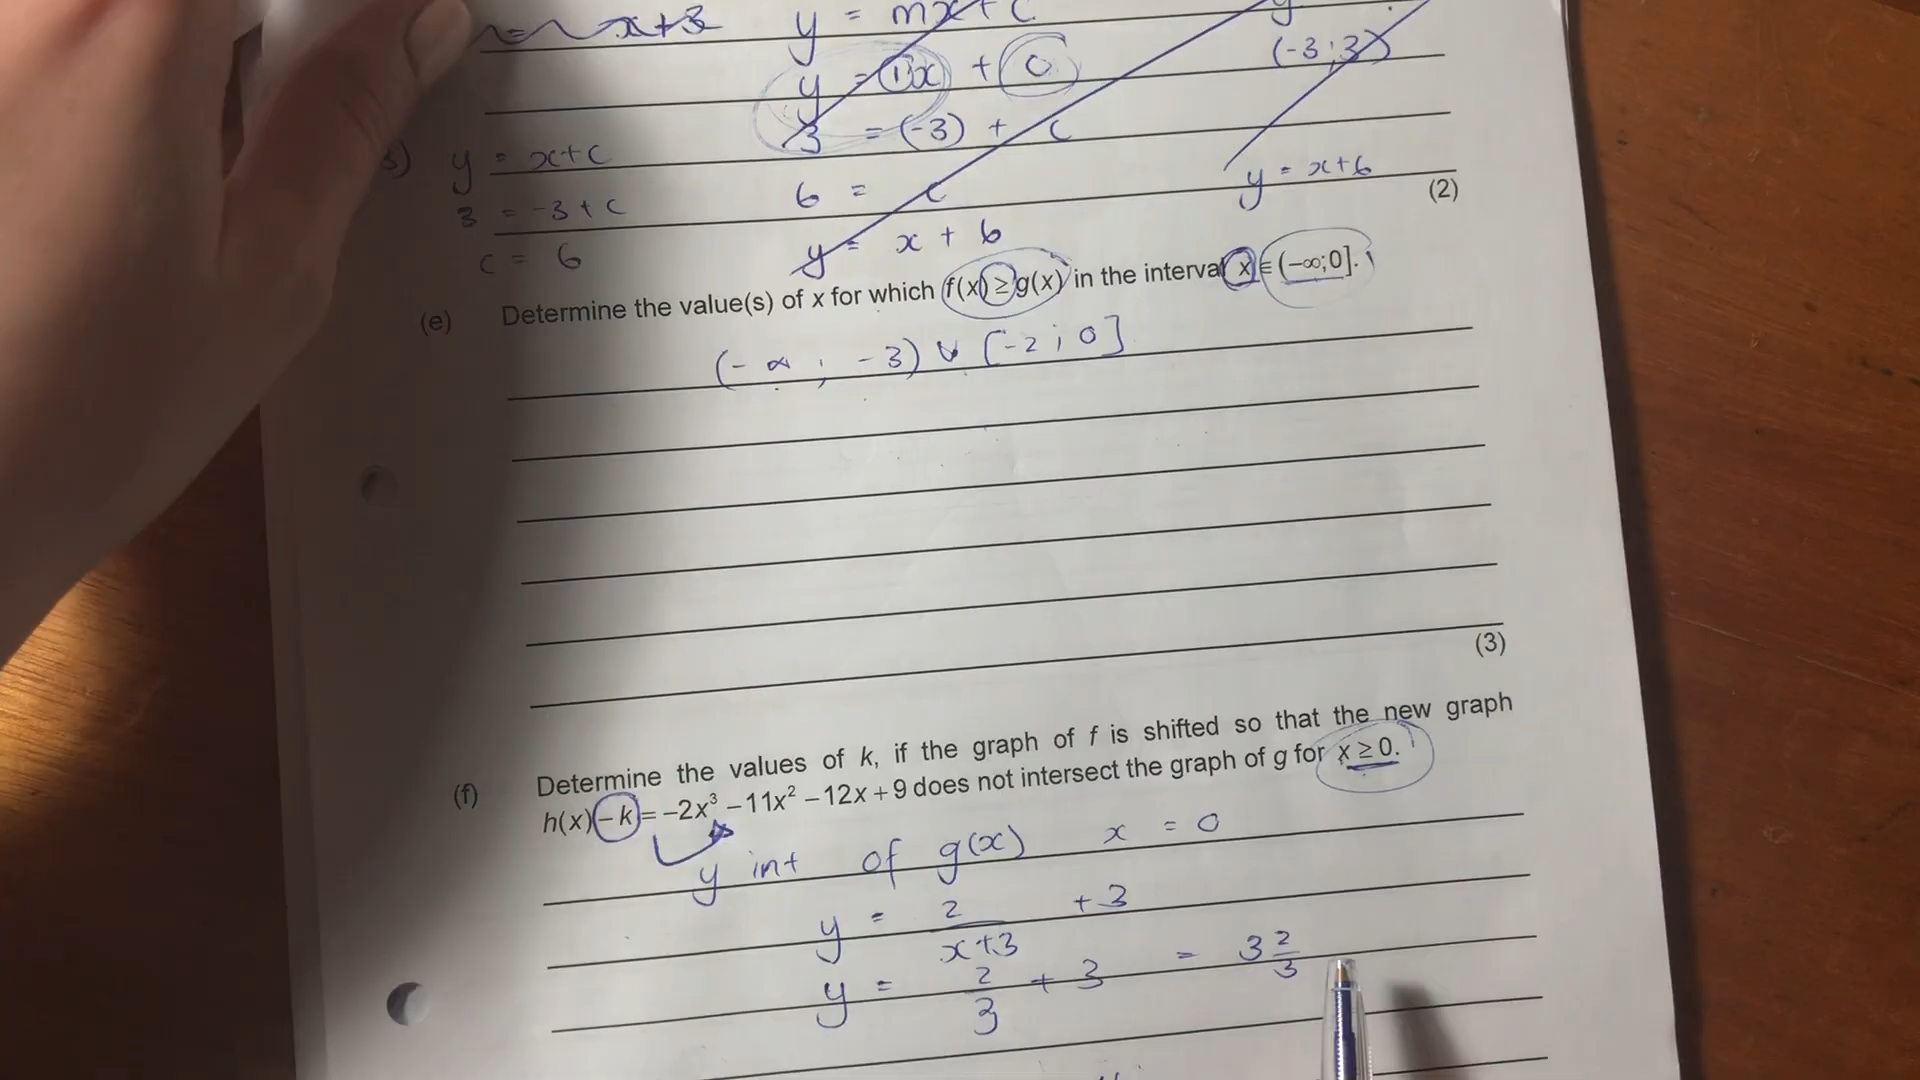 = x+3 y = mx + c
(-3;3)
y = (1)x + 0
3 = (-3) + c
y = x+c
3 = -3+c
6 = c
y = x+6
(2)
c = 6
y = x + 6
(e) Determine the value(s) of x for which f(x) ≥ g(x) in the interval x ∈ (−∞;0].
(-∞ ; -3) ∪ [-2 ; 0]
(3)
(f) Determine the values of k, if the graph of f is shifted so that the new graph
h(x) − k = −2x³ − 11x² − 12x + 9 does not intersect the graph of g for x ≥ 0.
y int of g(x) x = 0
y = 2/(x+3) + 3
y = 2/3 + 3 = 3 2/3